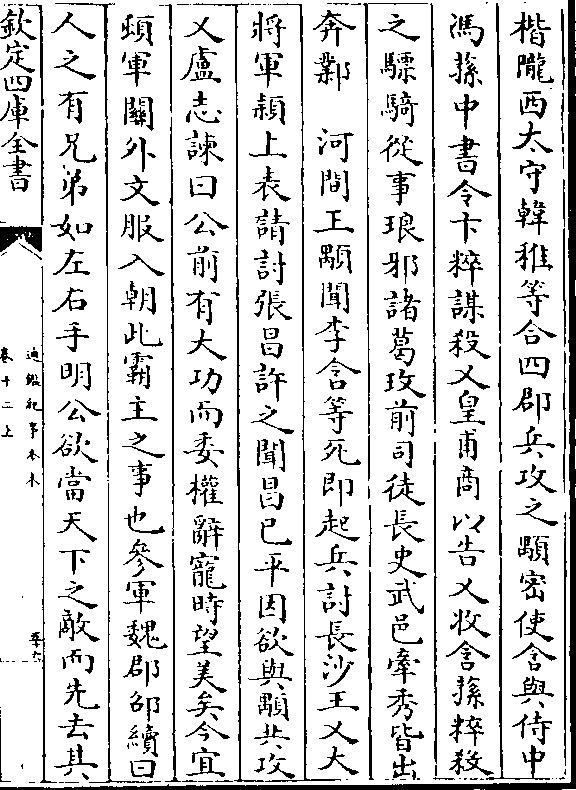 楷隴西太守韓稚等合四郡兵攻之顒密使含與侍中
馮蓀中書令卞粹謀殺乂皇甫商以告乂收含蓀粹殺
之驃騎從事琅邪諸葛玫前司徒長史武邑牽秀皆出
奔鄴　河間王顒聞李含等死即起兵討長沙王乂大
將軍穎上表請討張昌許之聞昌已平因欲與顒共攻
乂盧志諫曰公前有大功而委權辭寵時望美矣今宜
頓軍關外文服入朝此霸主之事也參軍魏郡邵續曰
人之有兄弟如左右手明公欲當天下之敵而先去其
欽定四庫全書
通鑑紀事本末
卷十二上